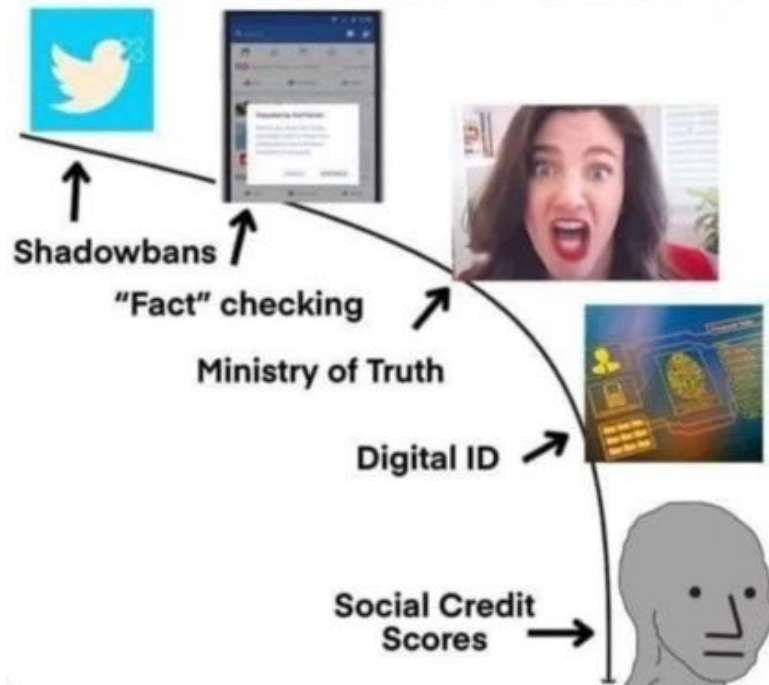 Shadowbans
"Fact" checking
Ministry of Truth
Digital ID
Social Credit
Scores